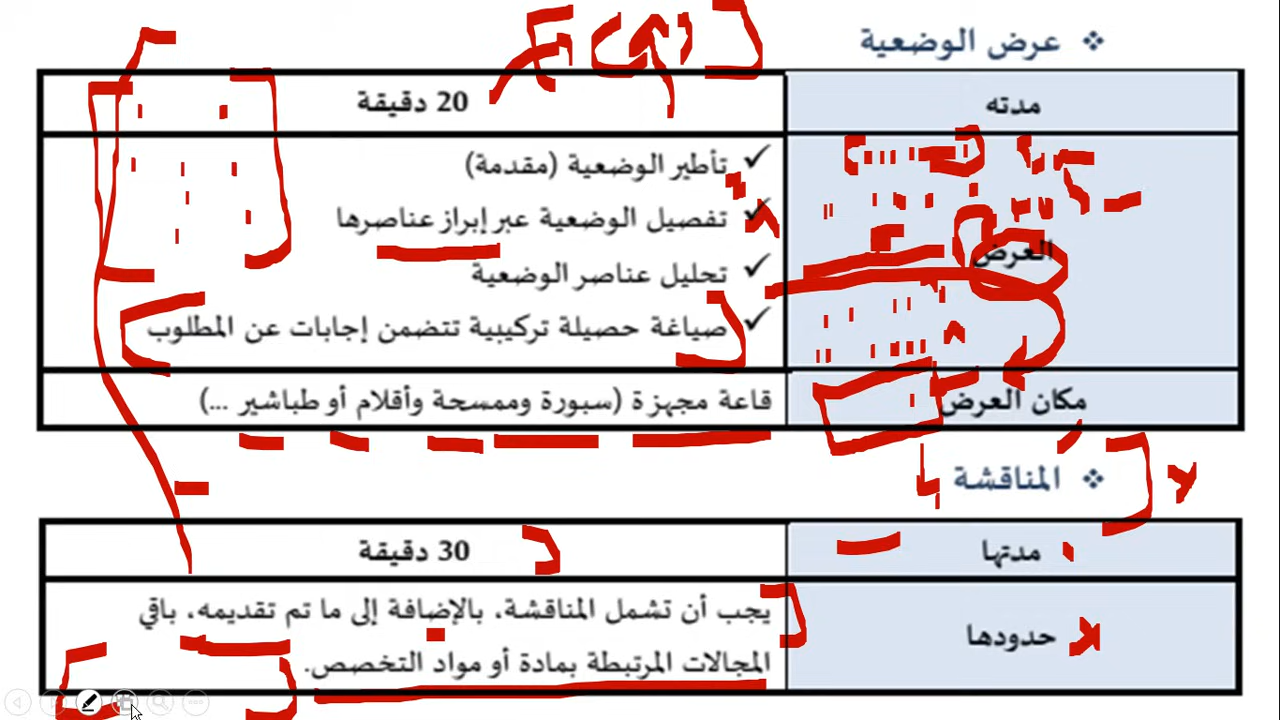 ❖ عرض الوضعية
مدته
20 دقيقة
العرض
✓ تأطير الوضعية (مقدمة)
✓ تفصيل الوضعية عبر إبراز عناصرها
✓ تحليل عناصر الوضعية
✓ صياغة حصيلة تركيبية تتضمن إجابات عن المطلوب
مكان العرض
قاعة مجهزة (سبورة وممسحة وأقلام أو طباشير ...)
❖ المناقشة
مدتها
30 دقيقة
حدودها
يجب أن تشمل المناقشة، بالإضافة إلى ما تم تقديمه، باقي
المجالات المرتبطة بمادة أو مواد التخصص.